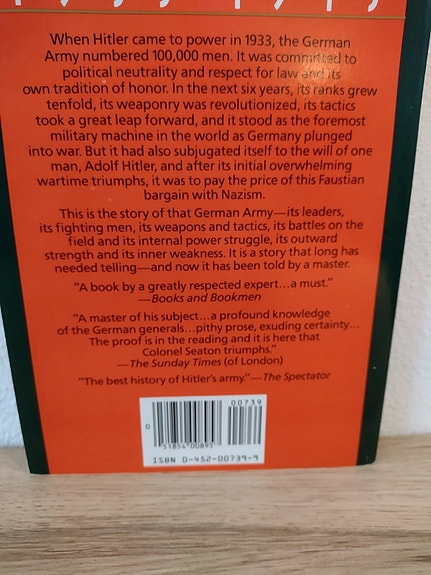 When Hitler came to power in 1933, the German
Army numbered 100,000 men. It was committed to
political neutrality and respect for law and its
own tradition of honor. In the next six years, its ranks grew
tenfold, its weaponry was revolutionized, its tactics
took a great leap forward, and it stood as the foremost
military machine in the world as Germany plunged
into war. But it had also subjugated itself to the will of one
man, Adolf Hitler, and after its initial overwhelming
wartime triumphs, it was to pay the price of this Faustian
bargain with Nazism.
This is the story of that German Army—its leaders,
its fighting men, its weapons and tactics, its battles on the
field and its internal power struggle, its outward
strength and its inner weakness. It is a story that long has
needed telling—and now it has been told by a master.
"A book by a greatly respected expert...a must."
—Books and Bookmen
"A master of his subject...a profound knowledge
of the German generals...pithy prose, exuding certainty...
The proof is in the reading and it is here that
Colonel Seaton triumphs."
—The Sunday Times (of London)
"The best history of Hitler's army."—The Spectator
00739
0 51854 00895
ISBN 0-452-00739-9